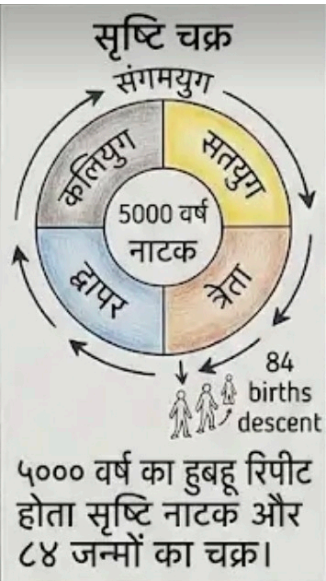 सृष्टि चक्र
संगमयुग
कलियुग
सतयुग
5000 वर्ष
नाटक
द्वापर
त्रेता
84
births
descent
५००० वर्ष का हुबहू रिपीट
होता सृष्टि नाटक और
८४ जन्मों का चक्र।